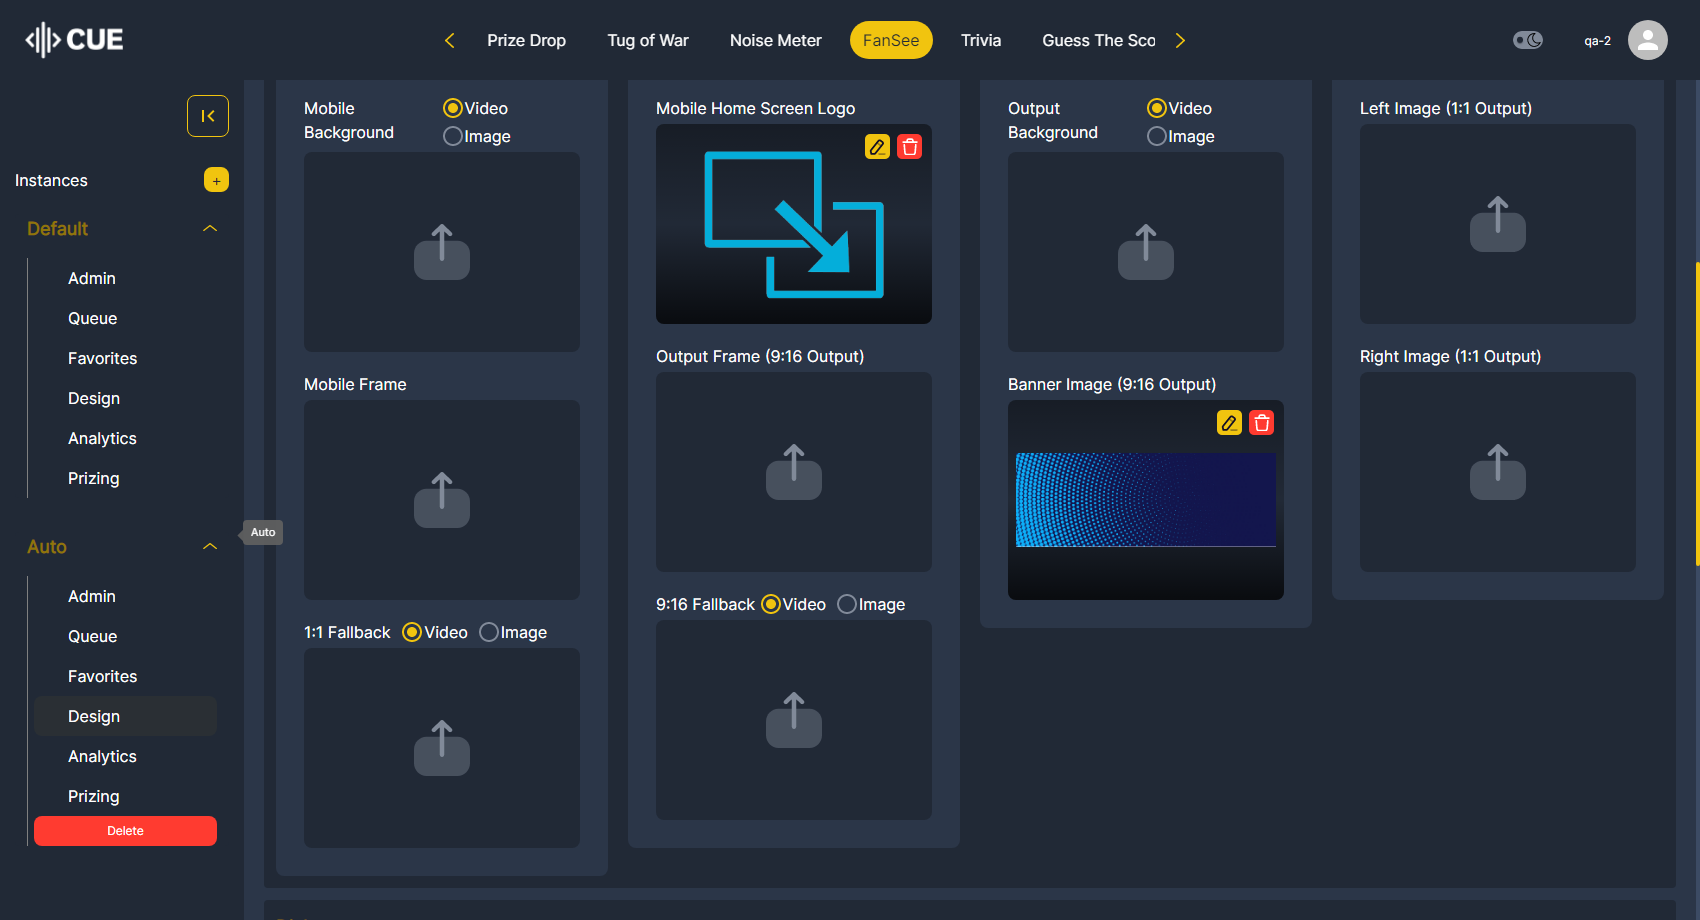 CUE
Prize Drop
Tug of War
Noise Meter
FanSee
Trivia
Guess The Sco
qa-2
Instances
+
Default
Admin
Queue
Favorites
Design
Analytics
Prizing
Auto
Auto
Admin
Queue
Favorites
Design
Analytics
Prizing
Delete
Mobile
Background
Video
Image
Mobile Frame
1:1 Fallback
Video
Image
Mobile Home Screen Logo
Output Frame (9:16 Output)
9:16 Fallback
Video
Image
Output
Background
Video
Image
Banner Image (9:16 Output)
Left Image (1:1 Output)
Right Image (1:1 Output)